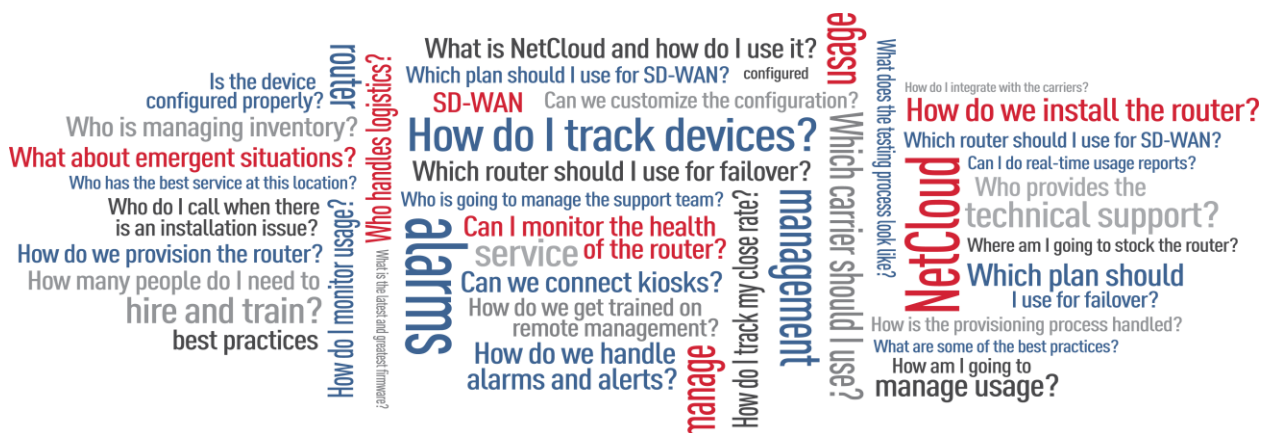 Is the device
configured properly?
Who is managing inventory?
What about emergent situations?
Who has the best service at this location?
Who do I call when there
is an installation issue?
How do we provision the router?
How many people do I need to
hire and train?
best practices
router
How do I monitor usage?
Who handles logistics?
What is the latest and greatest firmware?
What is NetCloud and how do I use it?
Which plan should I use for SD-WAN?
configured
SD-WAN
Can we customize the configuration?
How do I track devices?
Which router should I use for failover?
Who is going to manage the support team?
alarms
Can I monitor the health
of the router?
service
Can we connect kiosks?
How do we get trained on
remote management?
How do we handle
alarms and alerts?
manage
How do I track my close rate?
management
usage
Which carrier should I use?
What does the testing process look like?
How do I integrate with the carriers?
How do we install the router?
Which router should I use for SD-WAN?
NetCloud
Can I do real-time usage reports?
Who provides the
technical support?
Where am I going to stock the router?
Which plan should
I use for failover?
How is the provisioning process handled?
What are some of the best practices?
How am I going to
manage usage?